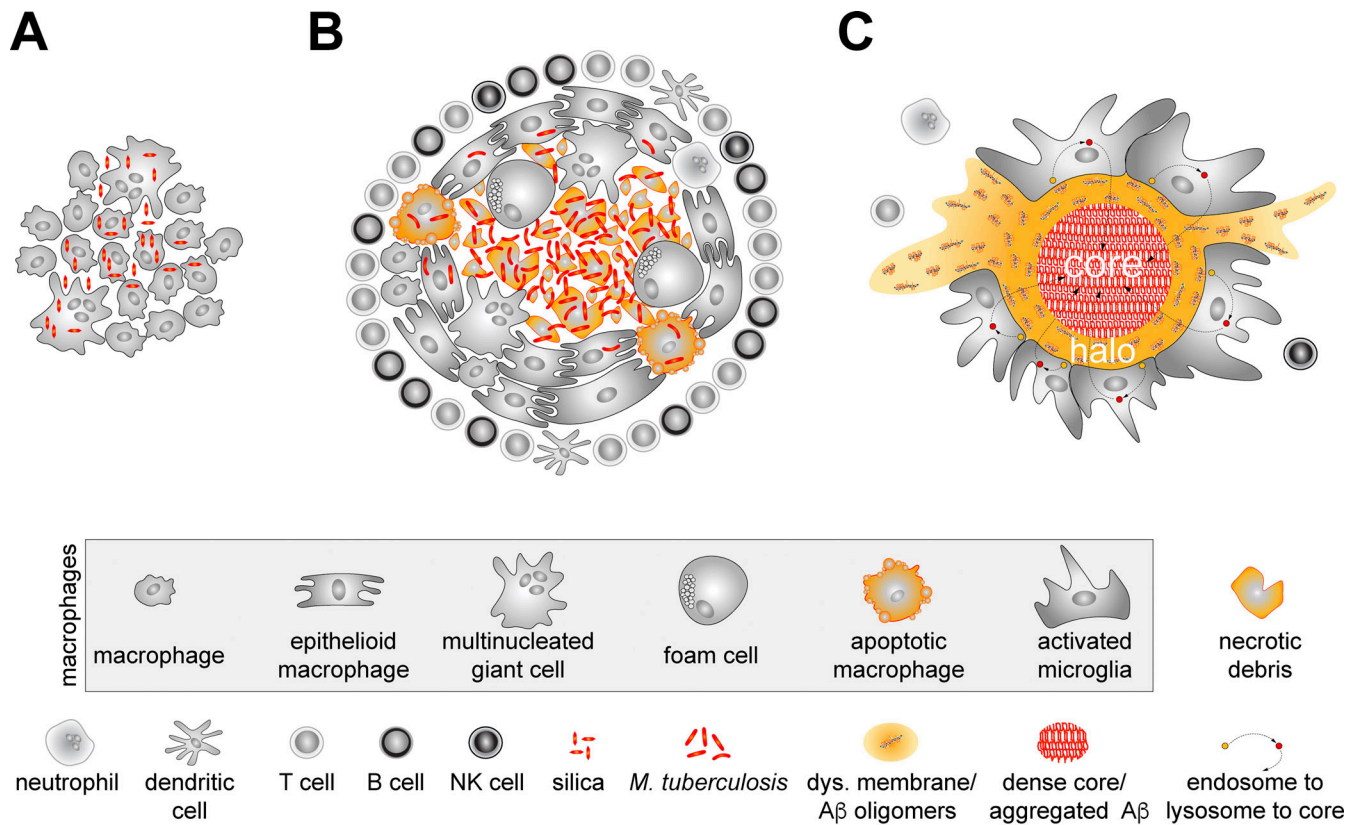 A
B
C
core
halo
macrophages
macrophage
epithelioid
macrophage
multinucleated
giant cell
foam cell
apoptotic
macrophage
activated
microglia
necrotic
debris
neutrophil
dendritic
cell
T cell
B cell
NK cell
silica
M. tuberculosis
dys. membrane/
Aβ oligomers
dense core/
aggregated Aβ
endosome to
lysosome to core